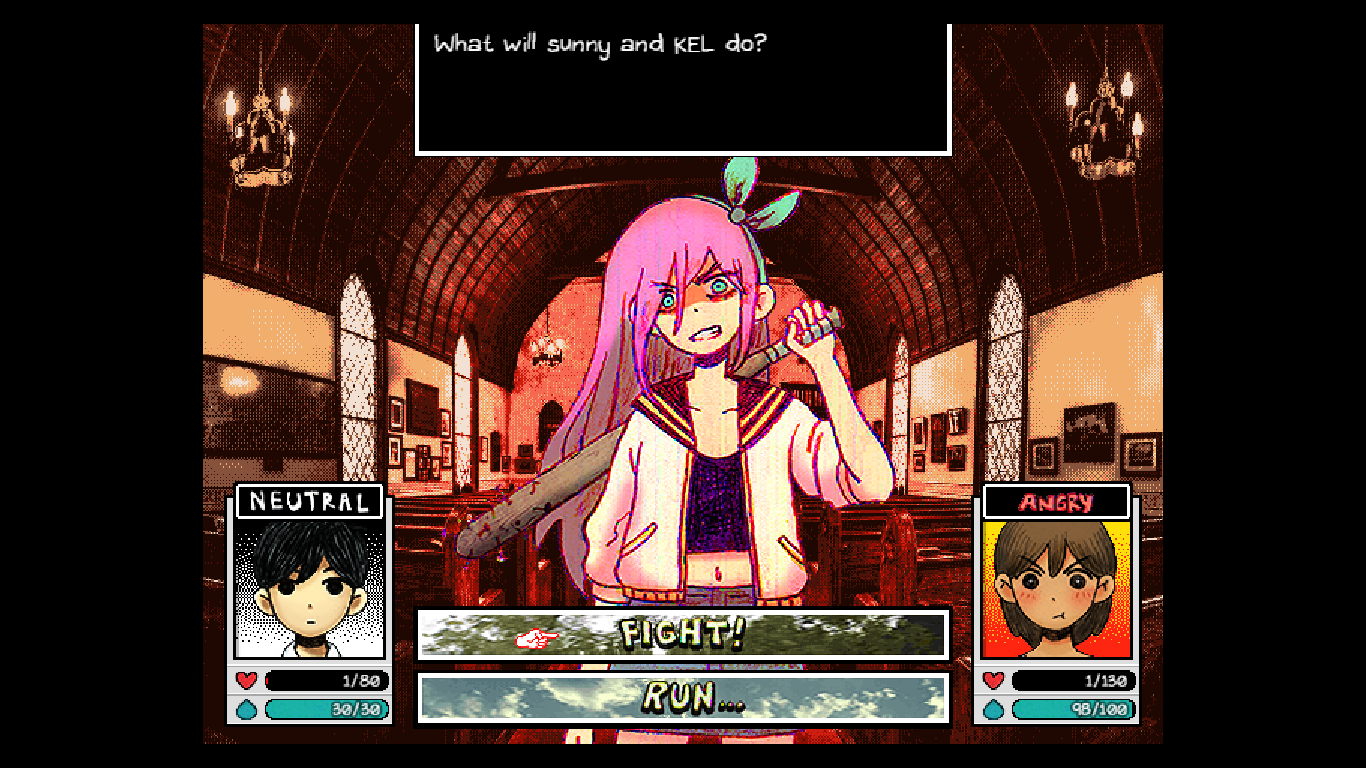 What will sunny and KEL do?
NEUTRAL
1/80
30/30
ANGRY
1/130
98/100
FIGHT!
RUN...